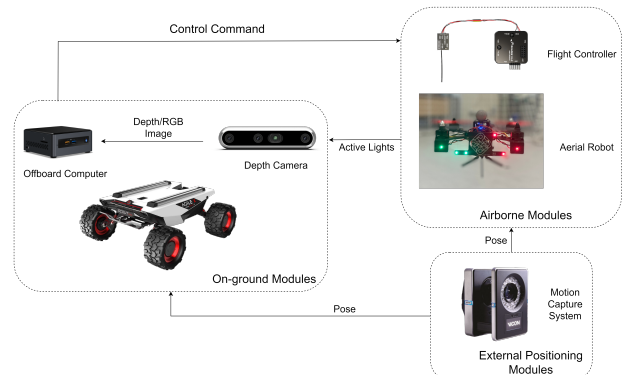 Control Command
Flight Controller
Depth/RGB
Image
Offboard Computer
Depth Camera
Active Lights
Aerial Robot
Airborne Modules
On-ground Modules
Pose
Pose
Motion
Capture
System
VICON
External Positioning
Modules